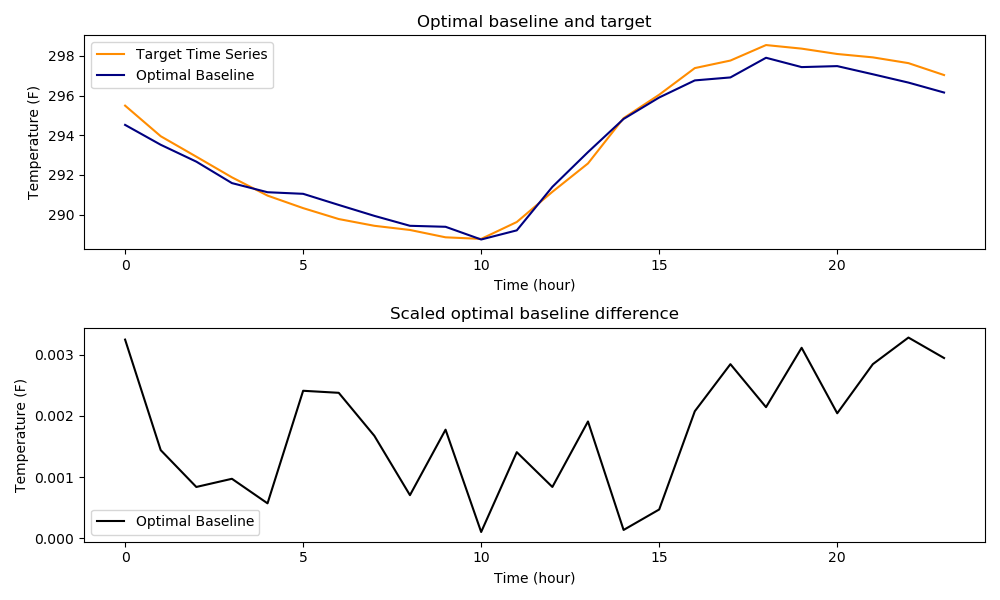 Optimal baseline and target
Temperature (F)
298
296
294
292
290
Target Time Series
Optimal Baseline
0 5 10 15 20
Time (hour)
Scaled optimal baseline difference
Temperature (F)
0.003
0.002
0.001
0.000
Optimal Baseline
0 5 10 15 20
Time (hour)